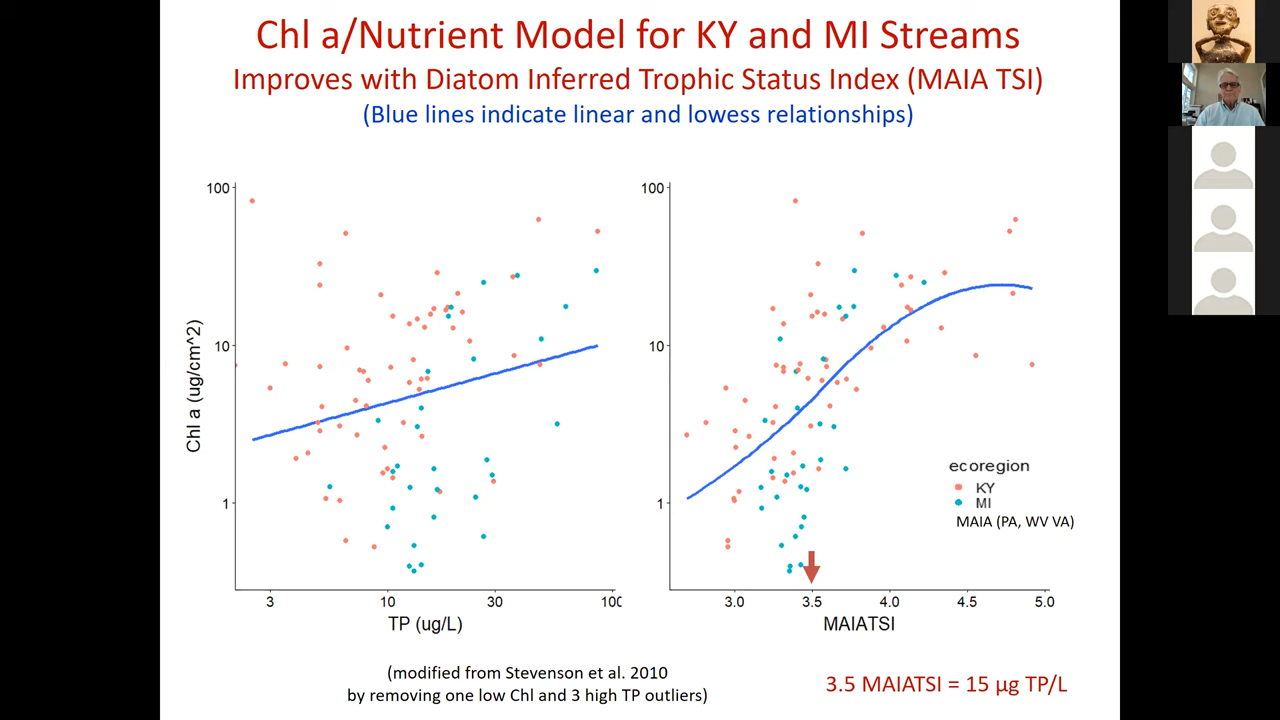 Chl a/Nutrient Model for KY and MI Streams
Improves with Diatom Inferred Trophic Status Index (MAIA TSI)
(Blue lines indicate linear and lowess relationships)
100
10
1
Chl a (ug/cm^2)
3 10 30 100
TP (ug/L)
100
10
1
ecoregion
KY
MI
MAIA (PA, WV VA)
3.0 3.5 4.0 4.5 5.0
MAIATSI
(modified from Stevenson et al. 2010
by removing one low Chl and 3 high TP outliers)
3.5 MAIATSI = 15 µg TP/L